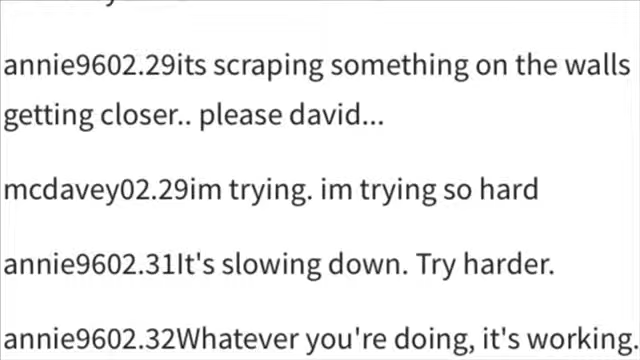 annie9602.29its scraping something on the walls
getting closer.. please david...
mcdavey02.29im trying. im trying so hard
annie9602.31It's slowing down. Try harder.
annie9602.32Whatever you're doing, it's working.